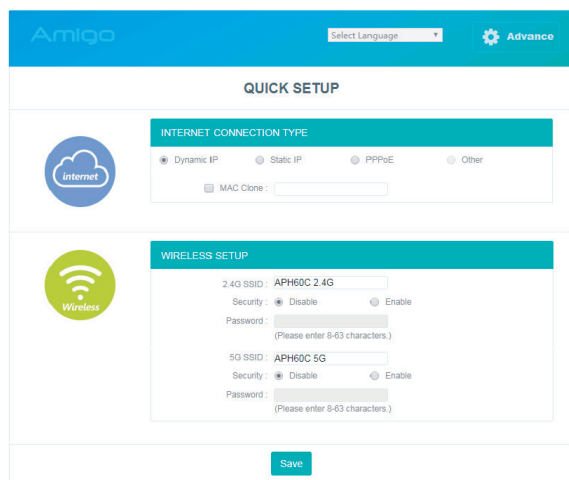 Amigo
Select Language
Advance
QUICK SETUP
internet
INTERNET CONNECTION TYPE
Dynamic IP Static IP PPPoE Other
MAC Clone :
Wireless
WIRELESS SETUP
2.4G SSID : APH60C 2.4G
Security : Disable Enable
Password :
(Please enter 8-63 characters.)
5G SSID : APH60C 5G
Security : Disable Enable
Password :
(Please enter 8-63 characters.)
Save